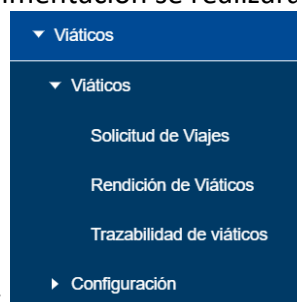 Viáticos
Viáticos
Solicitud de Viajes
Rendición de Viáticos
Trazabilidad de viáticos
Configuración